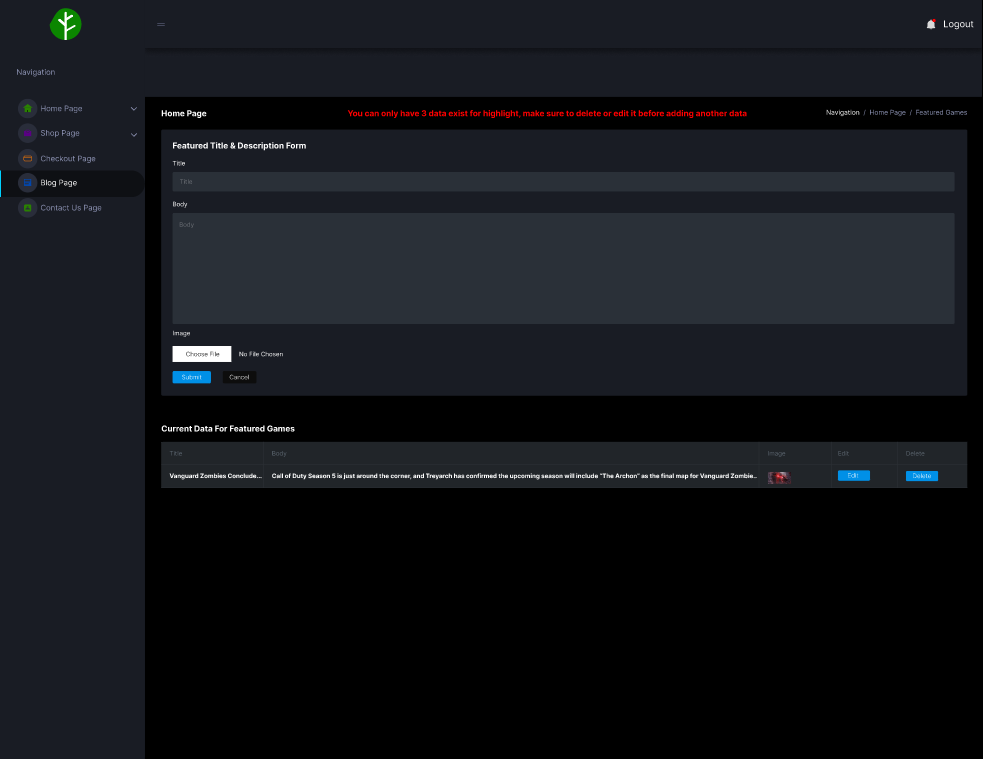 Logout
Navigation
Home Page
Shop Page
Checkout Page
Blog Page
Contact Us Page
Home Page
You can only have 3 data exist for highlight, make sure to delete or edit it before adding another data
Navigation / Home Page / Featured Games
Featured Title & Description Form
Title
Title
Body
Body
Image
Choose File No File Chosen
Submit Cancel
Current Data For Featured Games
Title Body Image Edit Delete
Vanguard Zombies Conclude... Call of Duty Season 5 is just around the corner, and Treyarch has confirmed the upcoming season will include "The Archon" as the final map for Vanguard Zombie.. Edit Delete